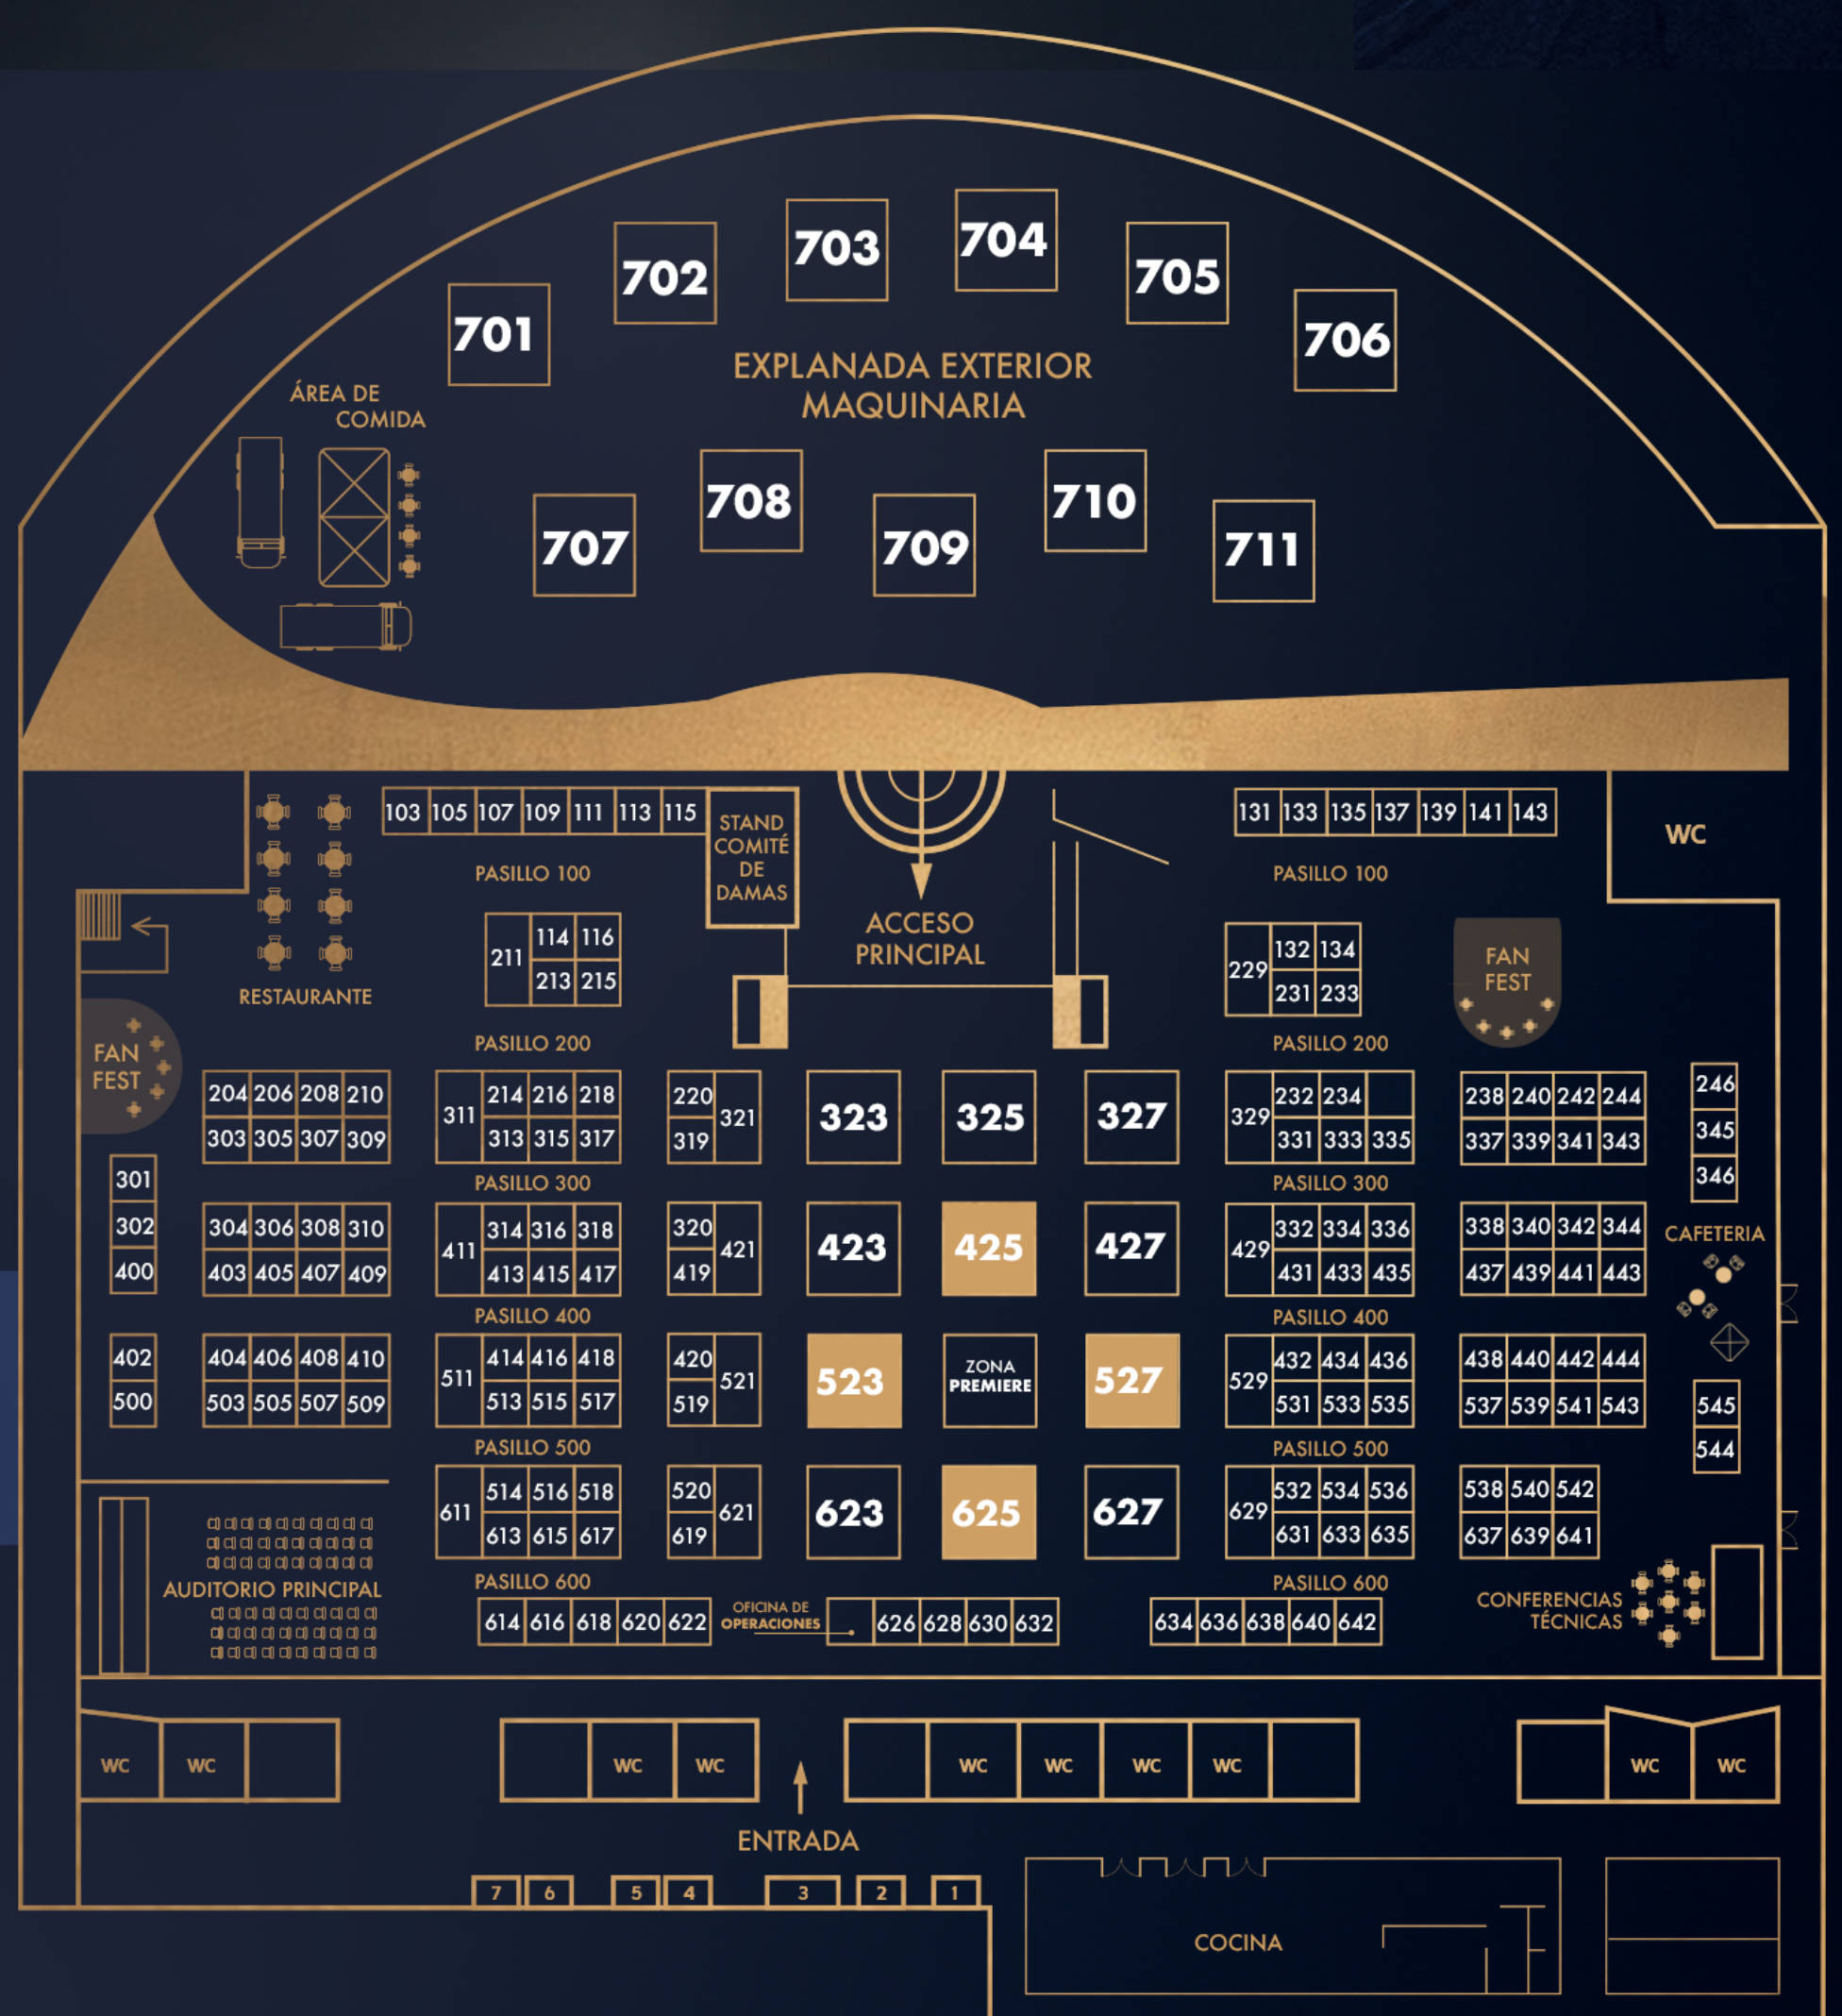 701
702
703
704
705
706
EXPLANADA EXTERIOR
MAQUINARIA
ÁREA DE
COMIDA
707
708
709
710
711
103 105 107 109 111 113 115
STAND
COMITÉ
DE
DAMAS
131 133 135 137 139 141 143
WC
PASILLO 100
PASILLO 100
ACCESO
PRINCIPAL
211 114 116
213 215
229 132 134
231 233
FAN
FEST
RESTAURANTE
PASILLO 200
PASILLO 200
FAN
FEST
204 206 208 210
303 305 307 309
311 214 216 218
313 315 317
220 321
319
323
325
327
329 232 234
331 333 335
238 240 242 244
337 339 341 343
246
345
346
301
302
400
PASILLO 300
PASILLO 300
304 306 308 310
403 405 407 409
411 314 316 318
413 415 417
320 421
419
423
425
427
429 332 334 336
431 433 435
338 340 342 344
437 439 441 443
CAFETERIA
PASILLO 400
PASILLO 400
402
500
404 406 408 410
503 505 507 509
511 414 416 418
513 515 517
420 521
519
523
ZONA
PREMIERE
527
529 432 434 436
531 533 535
438 440 442 444
537 539 541 543
545
544
PASILLO 500
PASILLO 500
611 514 516 518
613 615 617
520 621
619
623
625
627
629 532 534 536
631 633 635
538 540 542
637 639 641
AUDITORIO PRINCIPAL
PASILLO 600
PASILLO 600
614 616 618 620 622
OFICINA DE
OPERACIONES
626 628 630 632
634 636 638 640 642
CONFERENCIAS
TÉCNICAS
WC WC
WC WC
WC WC WC WC
WC WC
ENTRADA
7 6 5 4 3 2 1
COCINA